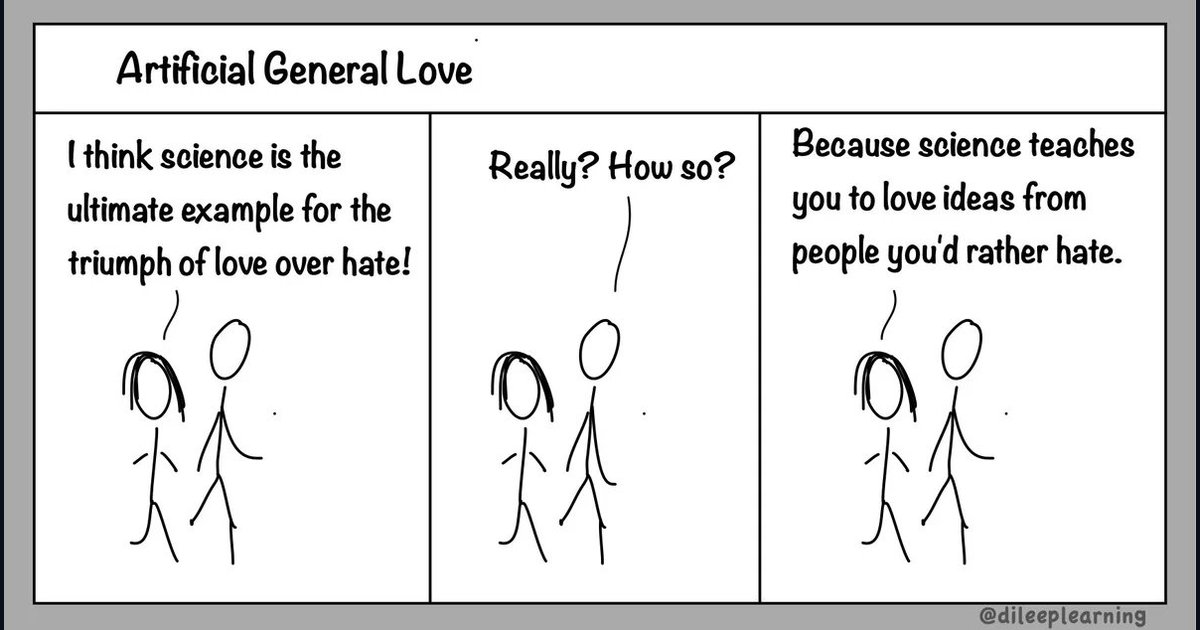 Artificial General Love
I think science is the
ultimate example for the
triumph of love over hate!
Really? How so?
Because science teaches
you to love ideas from
people you'd rather hate.
@dileeplearning